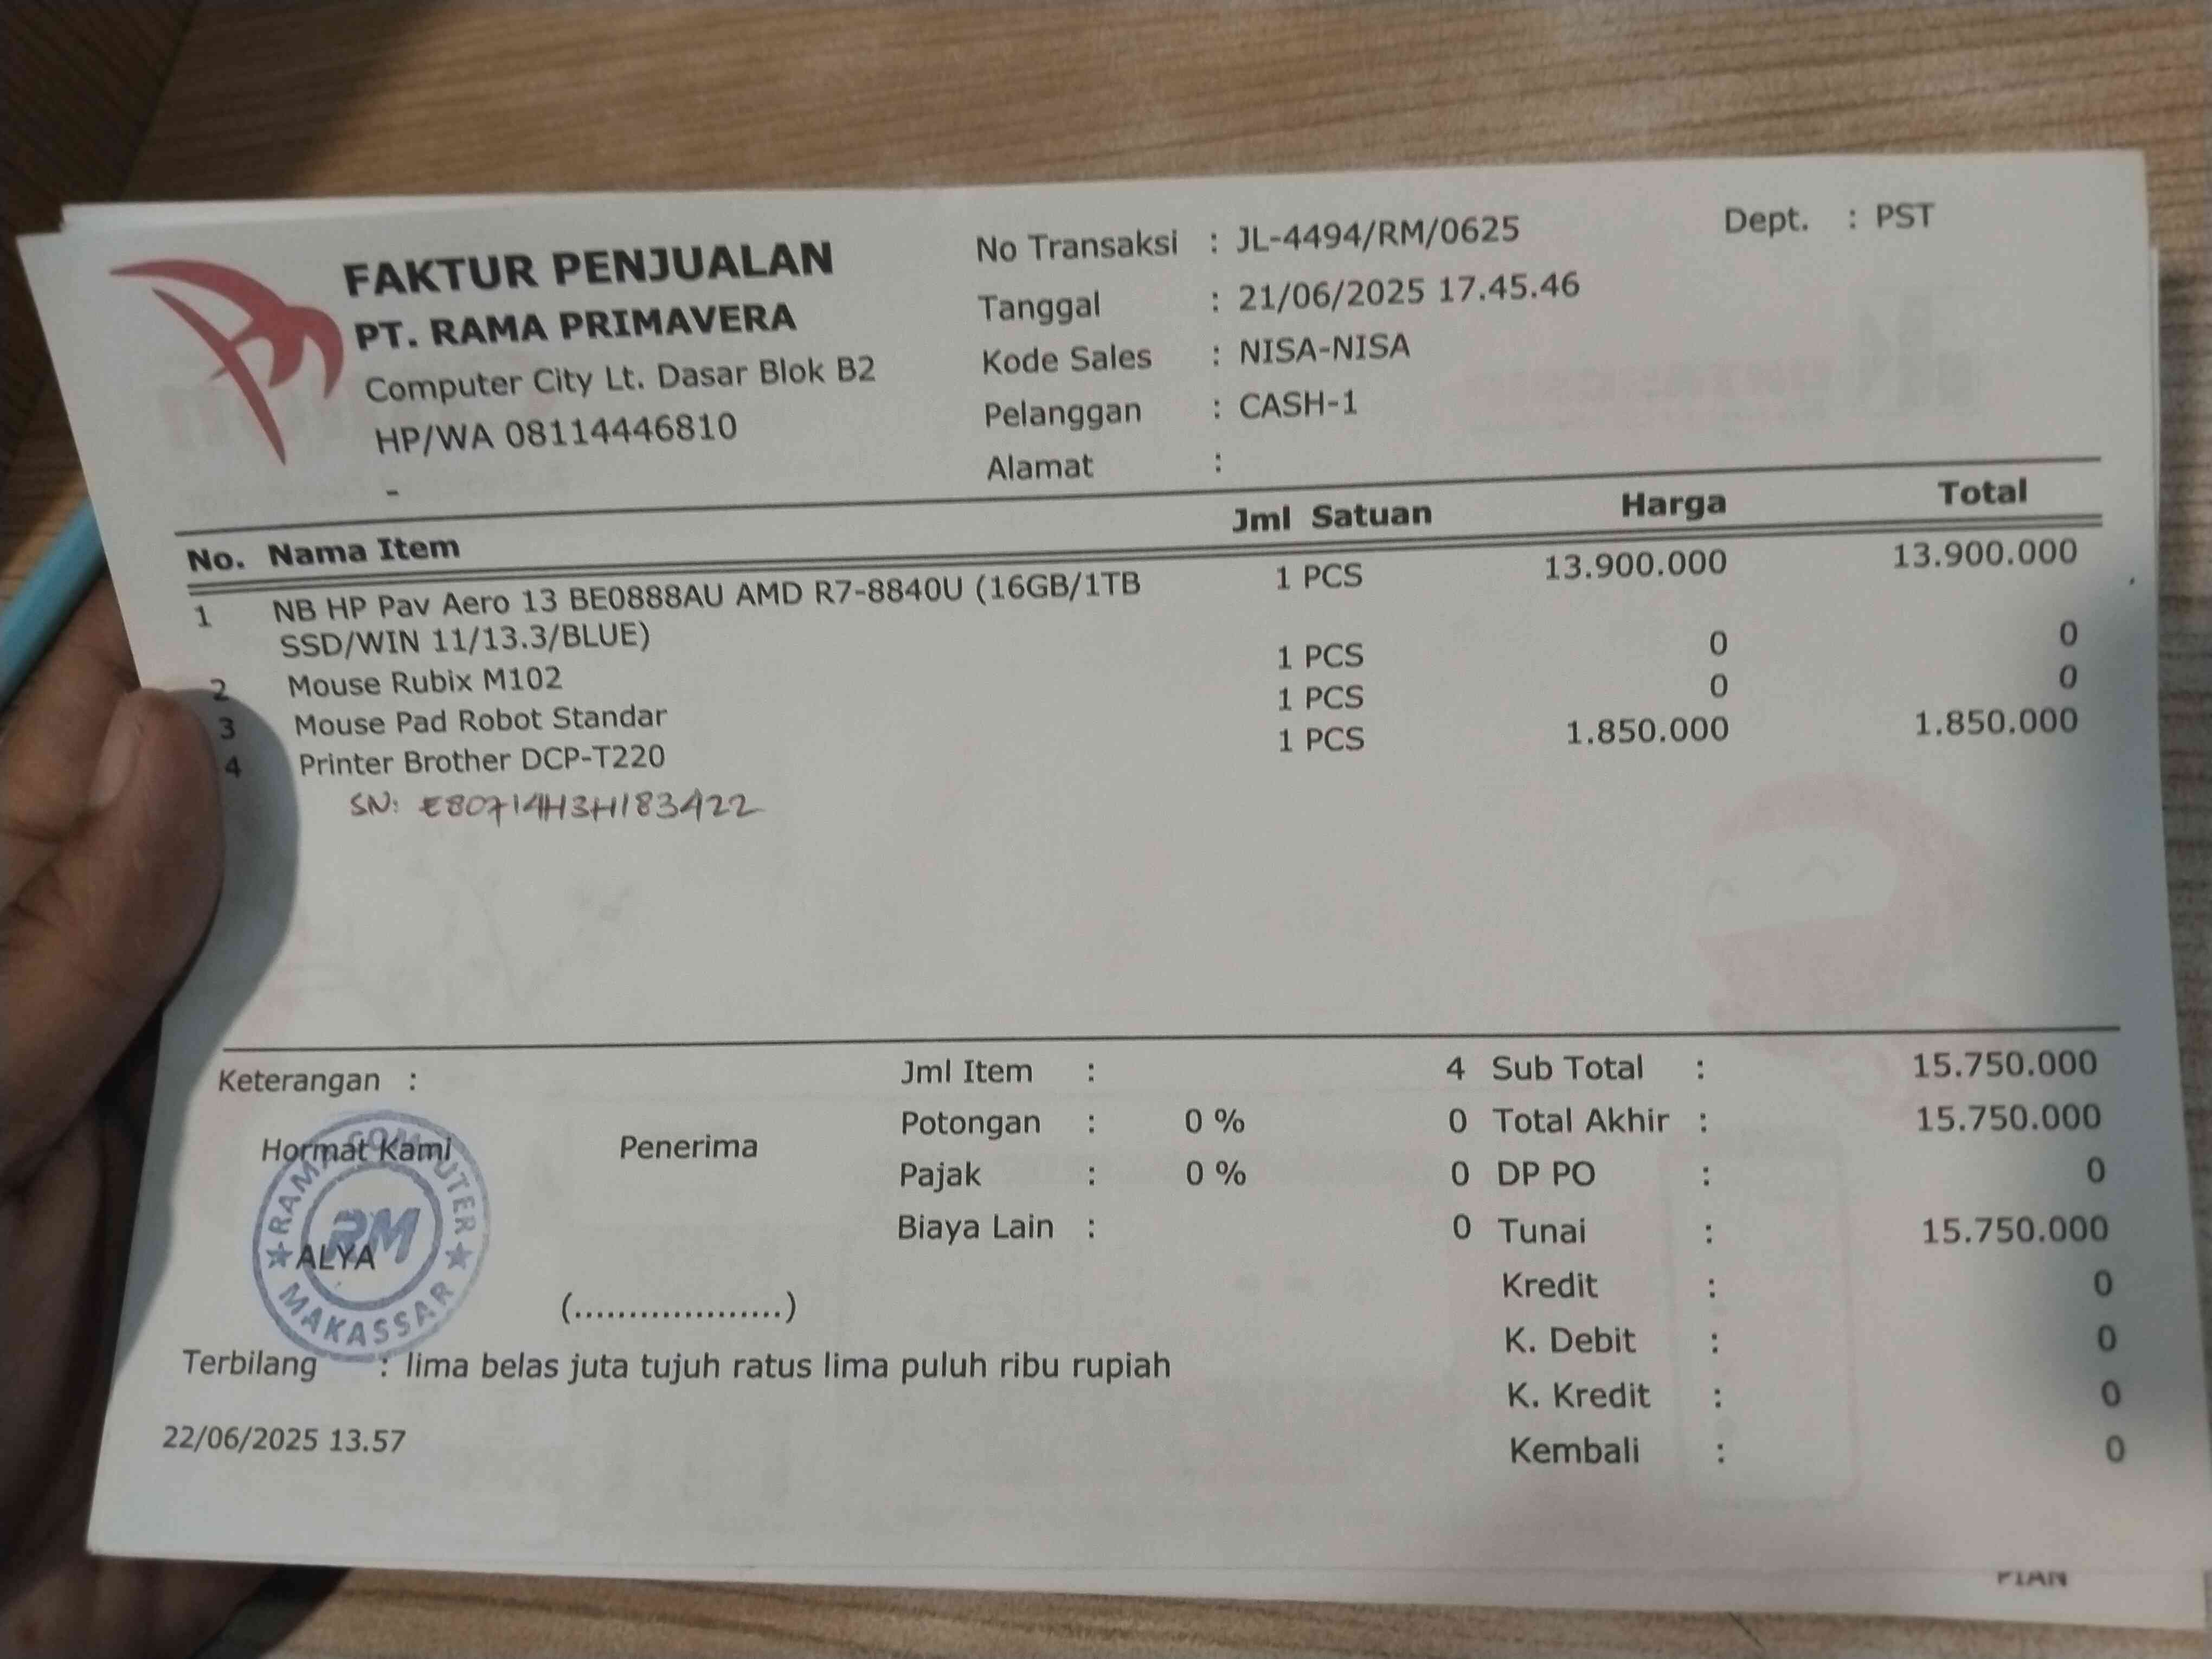 FAKTUR PENJUALAN
PT. RAMA PRIMAVERA
Computer City Lt. Dasar Blok B2
HP/WA 08114446810
-
No Transaksi : JL-4494/RM/0625
Dept. : PST
Tanggal : 21/06/2025 17.45.46
Kode Sales : NISA-NISA
Pelanggan : CASH-1
Alamat :
No. Nama Item Jml Satuan Harga Total
1 NB HP Pav Aero 13 BE0888AU AMD R7-8840U (16GB/1TB 1 PCS 13.900.000 13.900.000
SSD/WIN 11/13.3/BLUE)
2 Mouse Rubix M102 1 PCS 0 0
3 Mouse Pad Robot Standar 1 PCS 0 0
4 Printer Brother DCP-T220 1 PCS 1.850.000 1.850.000
SN: E80714H3H183422
Keterangan :
Hormat Kami
Penerima
RAMA COMPUTER
RM
ALYA
MAKASSAR
(...................)
Jml Item : 4
Potongan : 0 % 0
Pajak : 0 % 0
Biaya Lain : 0
Sub Total : 15.750.000
Total Akhir : 15.750.000
DP PO : 0
Tunai : 15.750.000
Kredit : 0
K. Debit : 0
K. Kredit : 0
Kembali : 0
Terbilang : lima belas juta tujuh ratus lima puluh ribu rupiah
22/06/2025 13.57